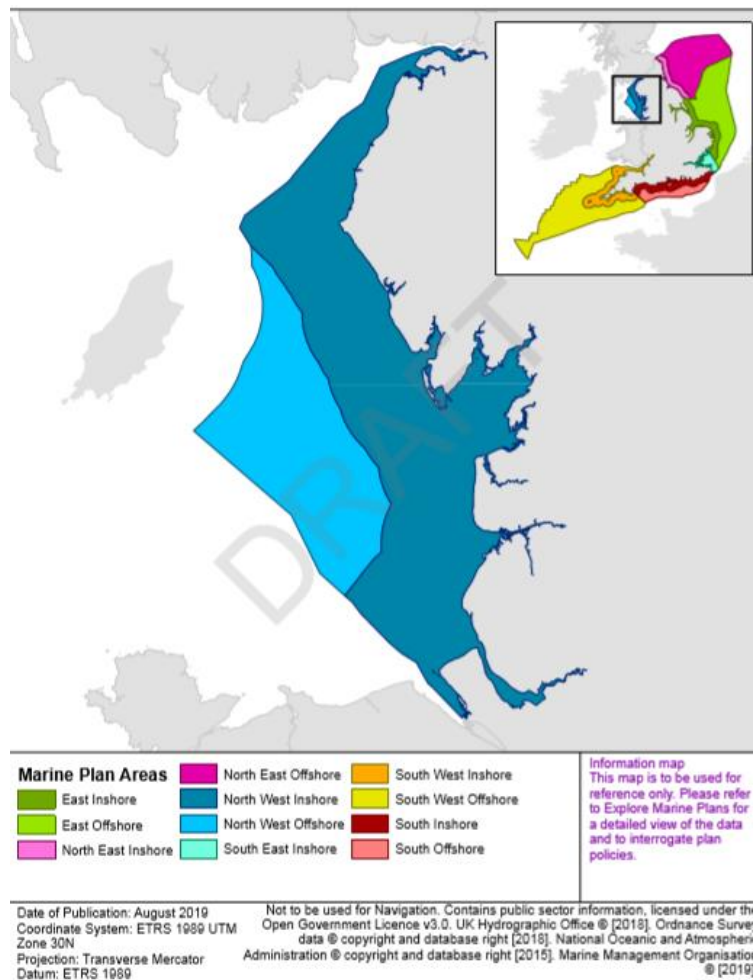 DRAFT
Marine Plan Areas
East Inshore
East Offshore
North East Inshore
North East Offshore
North West Inshore
North West Offshore
South East Inshore
South West Inshore
South West Offshore
South Inshore
South Offshore
Information map
This map is to be used for
reference only. Please refer
to Explore Marine Plans for
a detailed view of the data
and to interrogate plan
policies.
Date of Publication: August 2019
Coordinate System: ETRS 1989 UTM
Zone 30N
Projection: Transverse Mercator
Datum: ETRS 1989
Not to be used for Navigation. Contains public sector information, licensed under the
Open Government Licence v3.0. UK Hydrographic Office © [2018]. Ordnance Survey
data © copyright and database right [2018]. National Oceanic and Atmospheric
Administration © copyright and database right [2015]. Marine Management Organisation
© [2019]